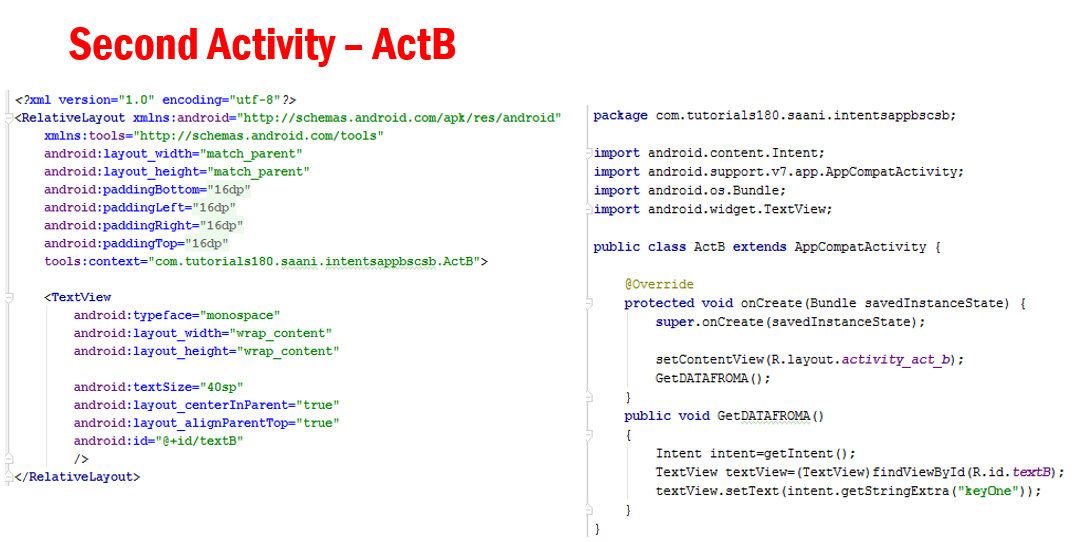 Second Activity – ActB
<?xml version="1.0" encoding="utf-8"?>
<RelativeLayout xmlns:android="http://schemas.android.com/apk/res/android"
    xmlns:tools="http://schemas.android.com/tools"
    android:layout_width="match_parent"
    android:layout_height="match_parent"
    android:paddingBottom="16dp"
    android:paddingLeft="16dp"
    android:paddingRight="16dp"
    android:paddingTop="16dp"
    tools:context="com.tutorials180.saani.intentsappbscsb.ActB">
    <TextView
        android:typeface="monospace"
        android:layout_width="wrap_content"
        android:layout_height="wrap_content"
        android:textSize="40sp"
        android:layout_centerInParent="true"
        android:layout_alignParentTop="true"
        android:id="@+id/textB"
        />
</RelativeLayout>
package com.tutorials180.saani.intentsappbscsb;
import android.content.Intent;
import android.support.v7.app.AppCompatActivity;
import android.os.Bundle;
import android.widget.TextView;
public class ActB extends AppCompatActivity {
    @Override
    protected void onCreate(Bundle savedInstanceState) {
        super.onCreate(savedInstanceState);
        setContentView(R.layout.activity_act_b);
        GetDATAFROMA();
    }
    public void GetDATAFROMA()
    {
        Intent intent=getIntent();
        TextView textView=(TextView)findViewById(R.id.textB);
        textView.setText(intent.getStringExtra("keyOne"));
    }
}